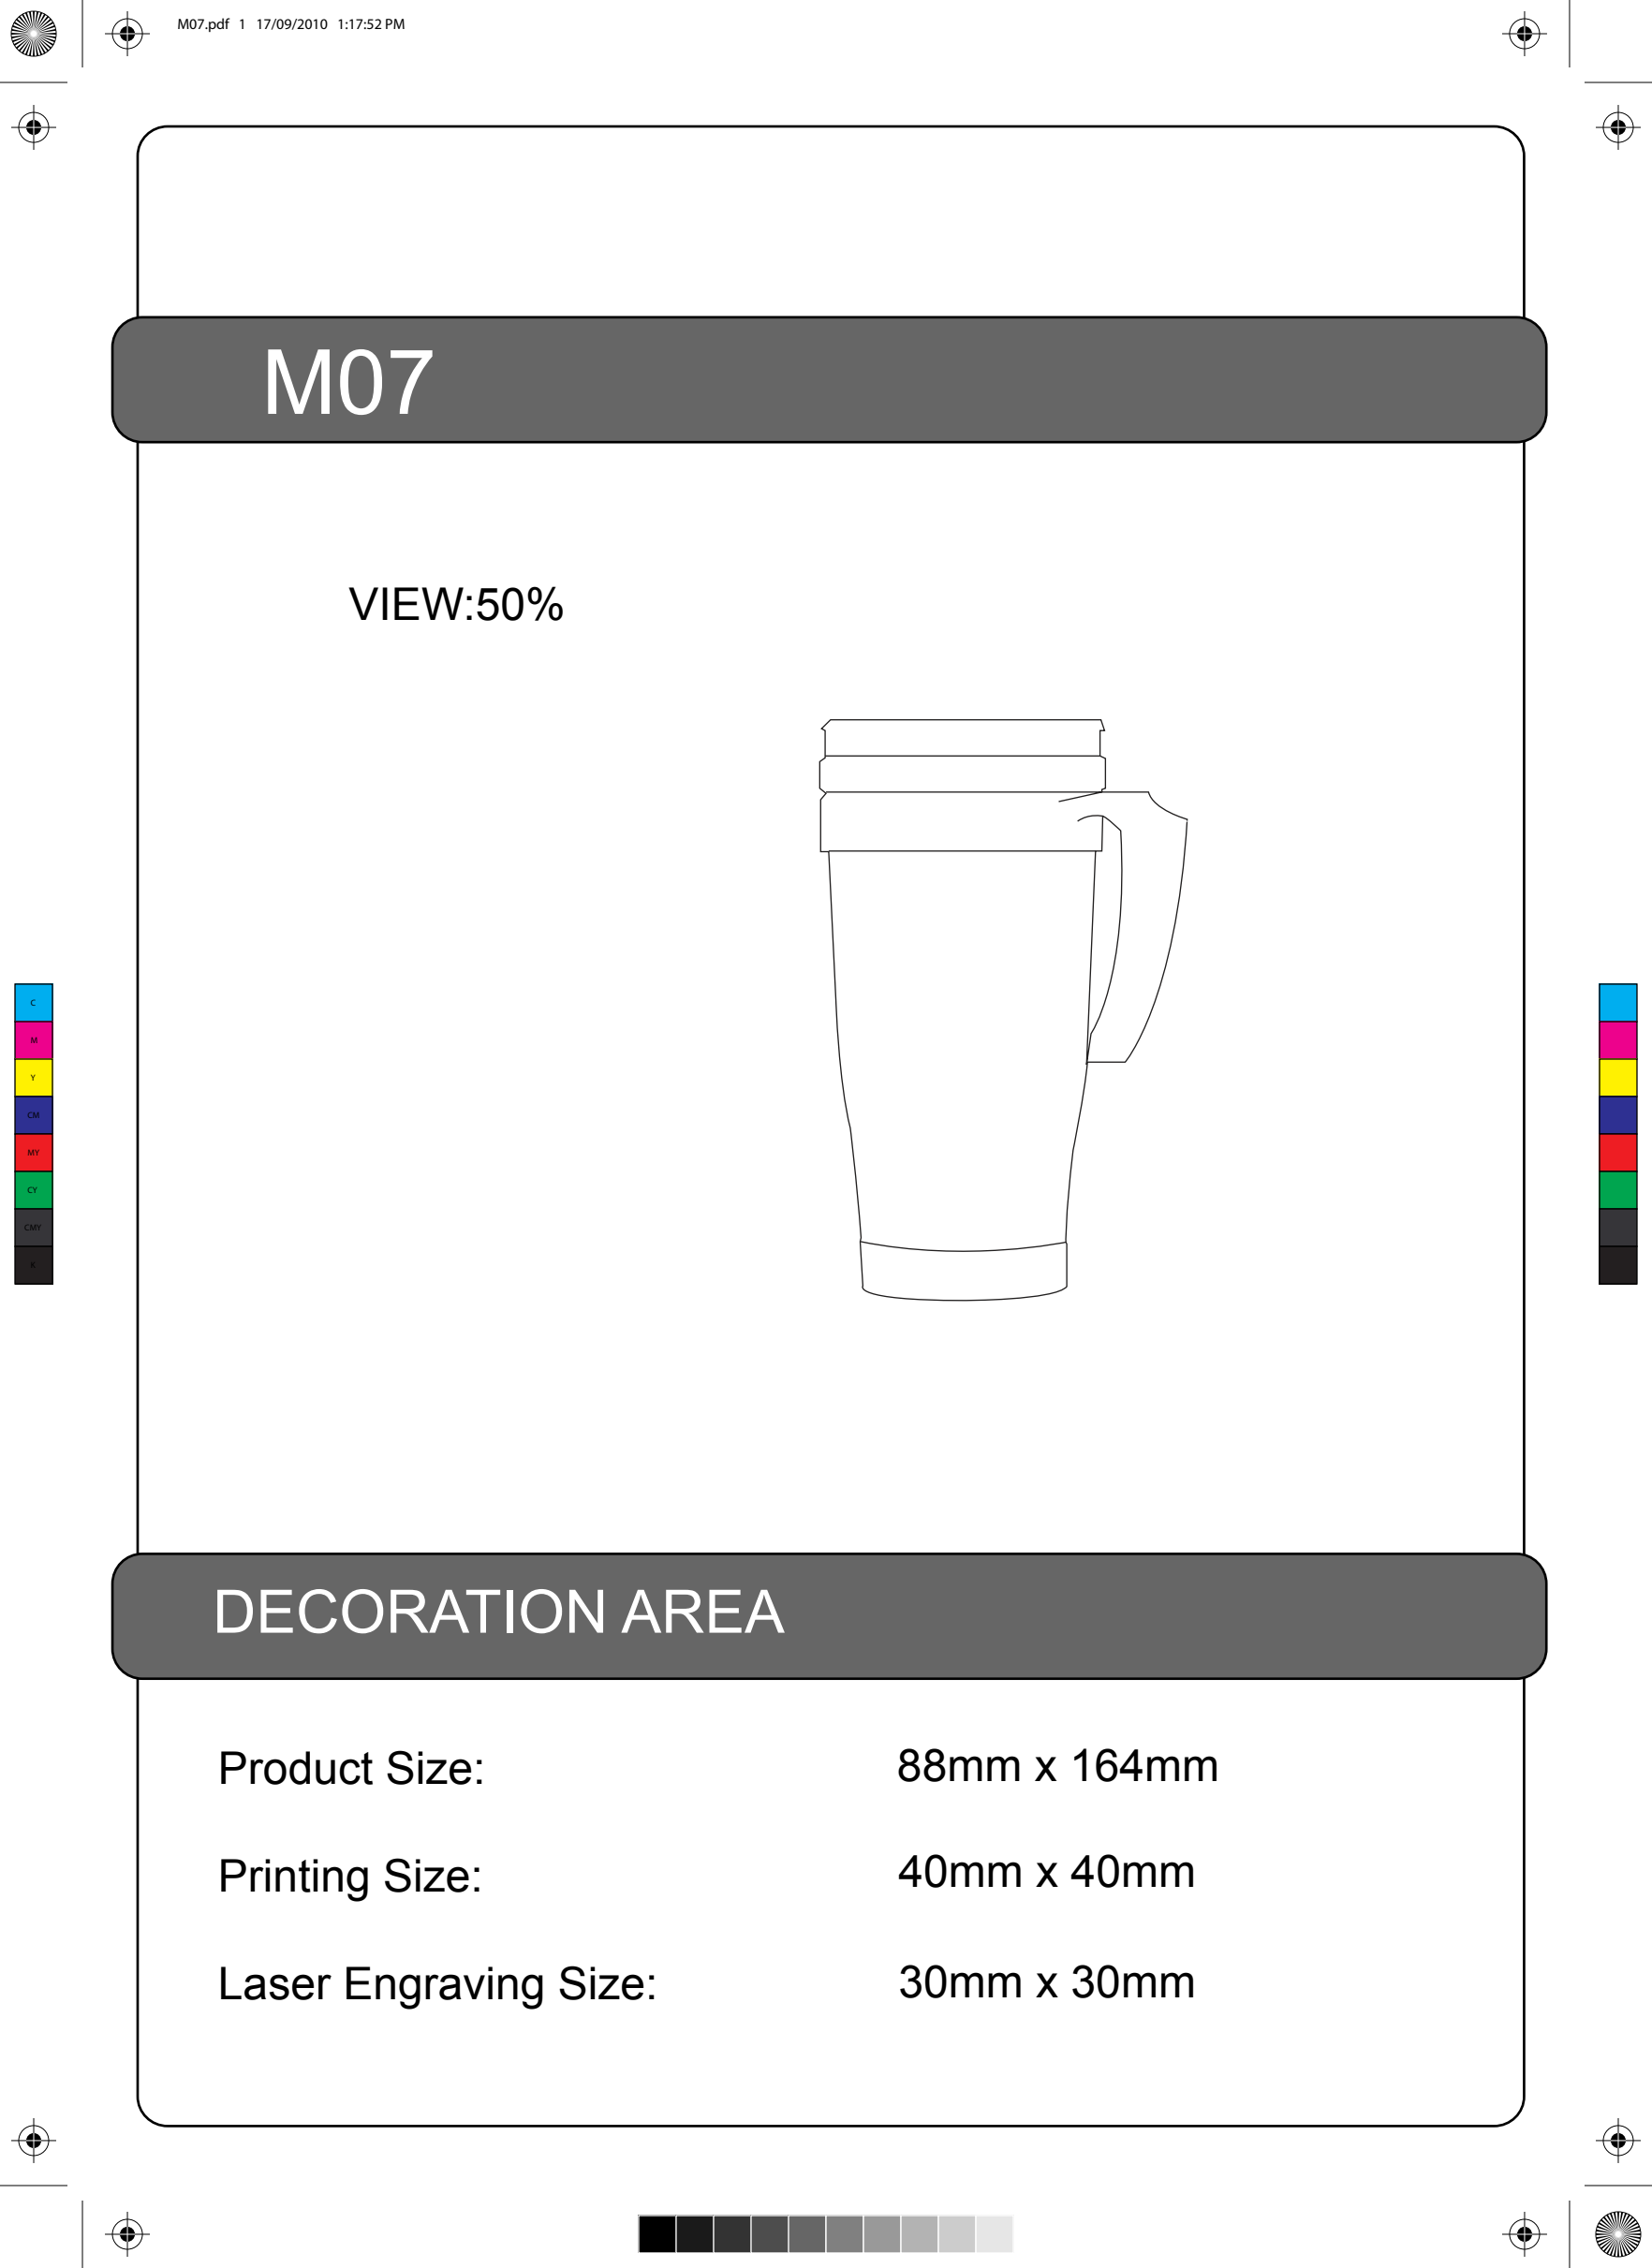 M07.pdf 1 17/09/2010 1:17:52 PM
M07
VIEW:50%
C
M
Y
CM
MY
CY
CMY
K
DECORATION AREA
Product Size: 88mm x 164mm
Printing Size: 40mm x 40mm
Laser Engraving Size: 30mm x 30mm